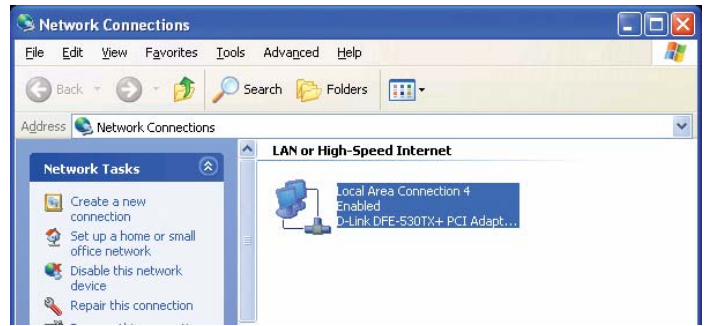 Network Connections
File Edit View Favorites Tools Advanced Help
Back Search Folders
Address Network Connections
LAN or High-Speed Internet
Network Tasks
Local Area Connection 4
Enabled
D-Link DFE-530TX+ PCI Adapt...
Create a new
connection
Set up a home or small
office network
Disable this network
device
Repair this connection